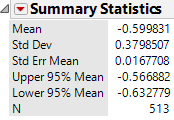 Summary Statistics
Mean -0.599831
Std Dev 0.3798507
Std Err Mean 0.0167708
Upper 95% Mean -0.566882
Lower 95% Mean -0.632779
N 513